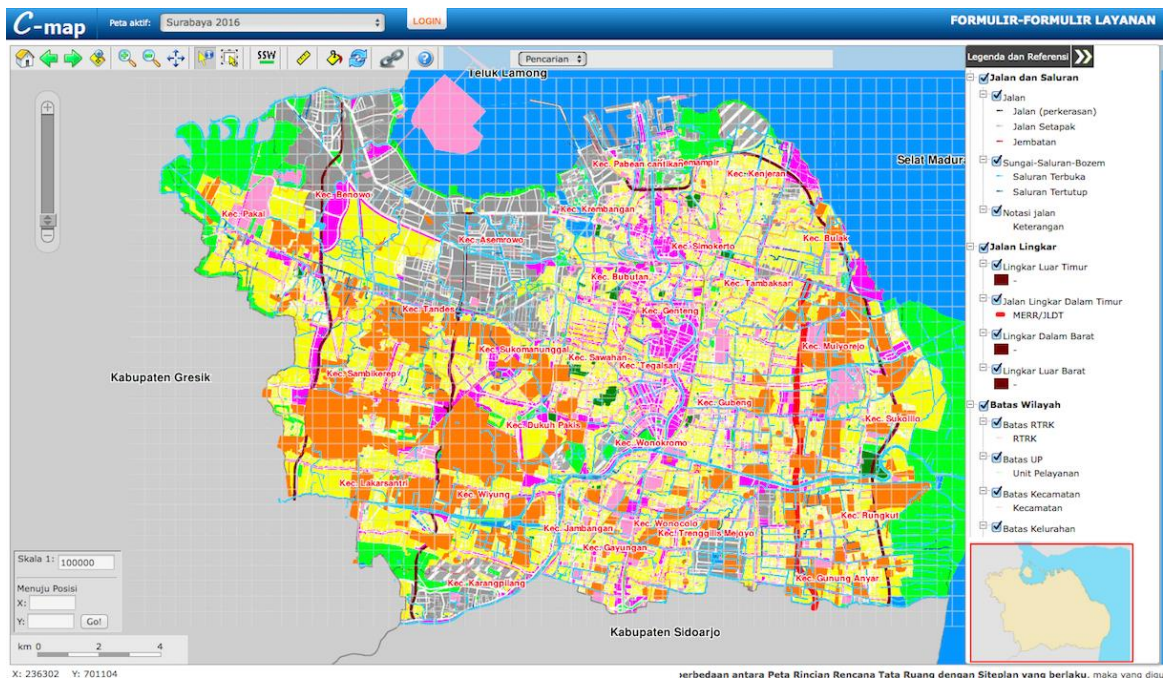 C-map Peta aktif: Surabaya 2016 LOGIN FORMULIR-FORMULIR LAYANAN
SSW
Pencarian
Legenda dan Referensi
Teluk Lamong
Selat Madura
Kec. Pabean cantikan
Kec. Kenjeran
Kec. Benowo
Kec. Pakal
Kec. Krembangan
Kec. Asemrowo
Kec. Simokerto
Kec. Bulak
Kec. Bubutan
Kec. Tambaksari
Kec. Genteng
Kec. Tandes
Kec. Sukomanunggal
Kec. Sawahan
Kec. Mulyorejo
Kec. Tegalsari
Kec. Sambikerep
Kabupaten Gresik
Kec. Gubeng
Kec. Sukolilo
Kec. Dukuh Pakis
Kec. Wonokromo
Kec. Lakarsantri
Kec. Wiyung
Kec. Rungkut
Kec. Jambangan
Kec. Wonocolo
Kec. Trenggilis Mejoyo
Kec. Gayungan
Kec. Karangpilang
Kec. Gunung Anyar
Kabupaten Sidoarjo
Jalan dan Saluran
Jalan
Jalan (perkerasan)
Jalan Setapak
Jembatan
Sungai-Saluran-Bozem
Saluran Terbuka
Saluran Tertutup
Notasi jalan
Keterangan
Jalan Lingkar
Lingkar Luar Timur
-
Jalan Lingkar Dalam Timur
MERR/JLDT
Lingkar Dalam Barat
-
Lingkar Luar Barat
-
Batas Wilayah
Batas RTRK
RTRK
Batas UP
Unit Pelayanan
Batas Kecamatan
Kecamatan
Batas Kelurahan
Skala 1: 100000
Menuju Posisi
X:
Y: Go!
km 0 2 4
X: 236302 Y: 701104
perbedaan antara Peta Rincian Rencana Tata Ruang dengan Siteplan yang berlaku, maka yang digu